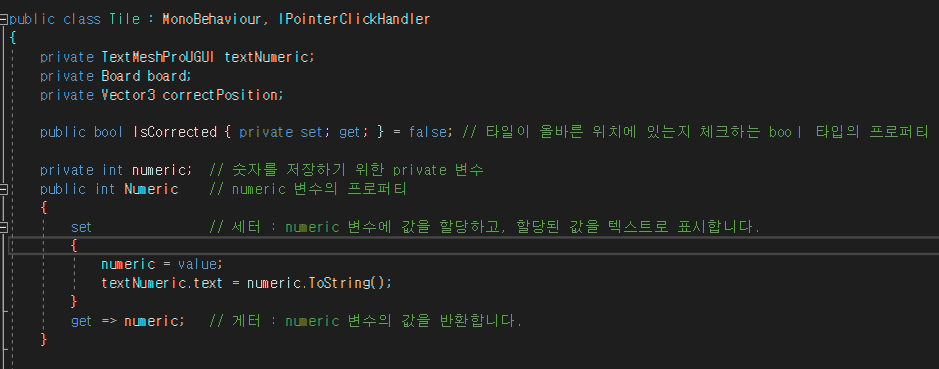 public class Tile : MonoBehaviour, IPointerClickHandler
{
private TextMeshProUGUI textNumeric;
private Board board;
private Vector3 correctPosition;
public bool IsCorrected { private set; get; } = false; // 타일이 올바른 위치에 있는지 체크하는 bool 타입의 프로퍼티
private int numeric; // 숫자를 저장하기 위한 private 변수
public int Numeric // numeric 변수의 프로퍼티
{
set // 세터 : numeric 변수에 값을 할당하고, 할당된 값을 텍스트로 표시합니다.
{
numeric = value;
textNumeric.text = numeric.ToString();
}
get => numeric; // 게터 : numeric 변수의 값을 반환합니다.
}